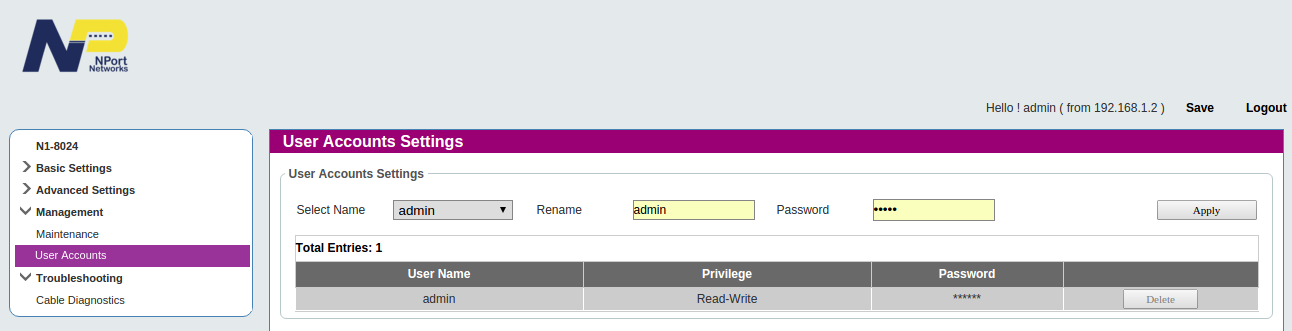 NPort
Networks
Hello ! admin ( from 192.168.1.2 ) Save Logout
N1-8024
Basic Settings
Advanced Settings
Management
Maintenance
User Accounts
Troubleshooting
Cable Diagnostics
User Accounts Settings
User Accounts Settings
Select Name admin Rename admin Password ••••• Apply
Total Entries: 1
User Name Privilege Password
admin Read-Write ****** Delete